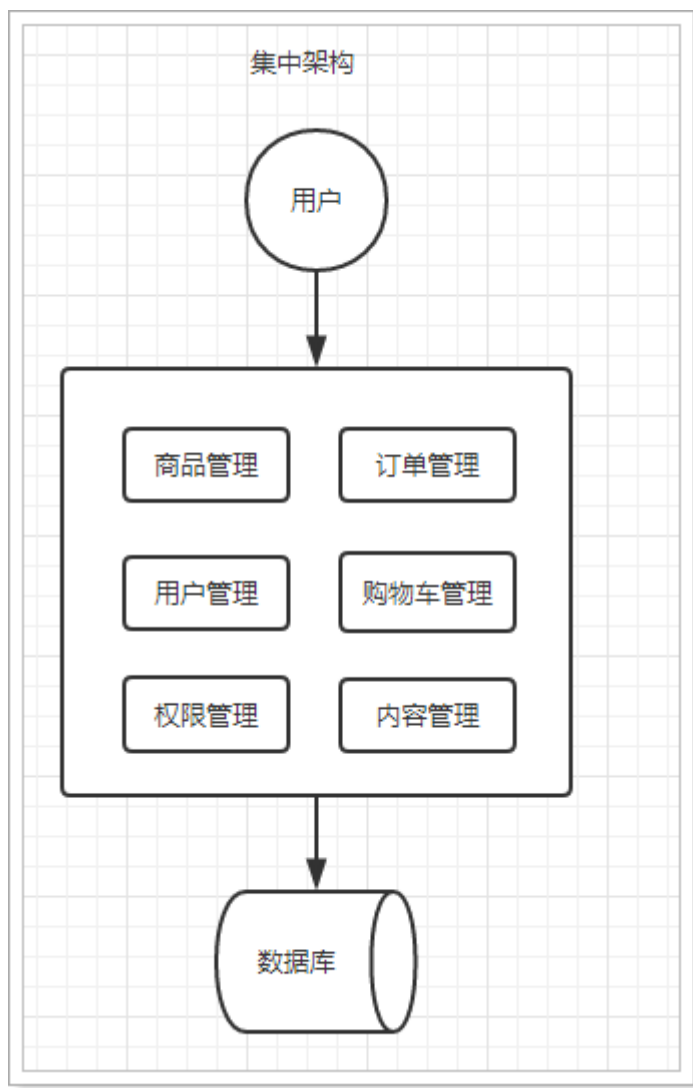 集中架构
用户
商品管理
订单管理
用户管理
购物车管理
权限管理
内容管理
数据库